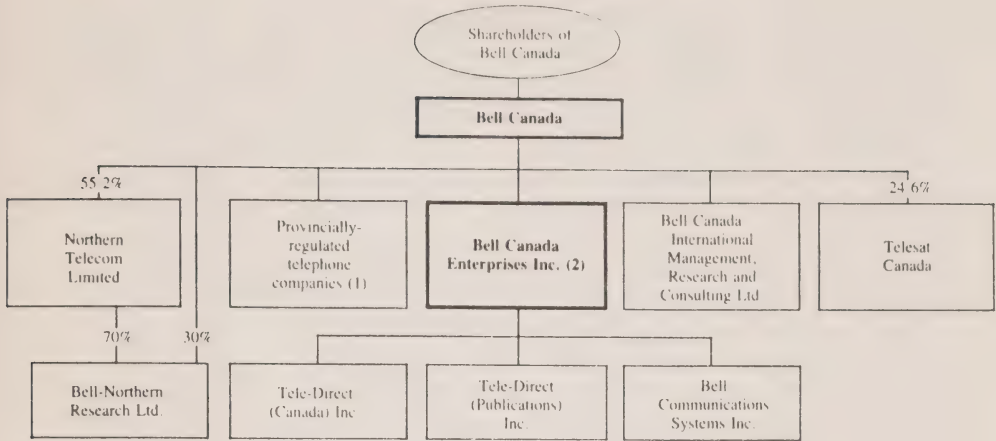 Shareholders of
Bell Canada
Bell Canada
55.2%
24.6%
Northern
Telecom
Limited
Provincially-
regulated
telephone
companies (1)
Bell Canada
Enterprises Inc. (2)
Bell Canada
International
Management,
Research and
Consulting Ltd
Telesat
Canada
70%
30%
Bell-Northern
Research Ltd.
Tele-Direct
(Canada) Inc
Tele-Direct
(Publications)
Inc.
Bell
Communications
Systems Inc.